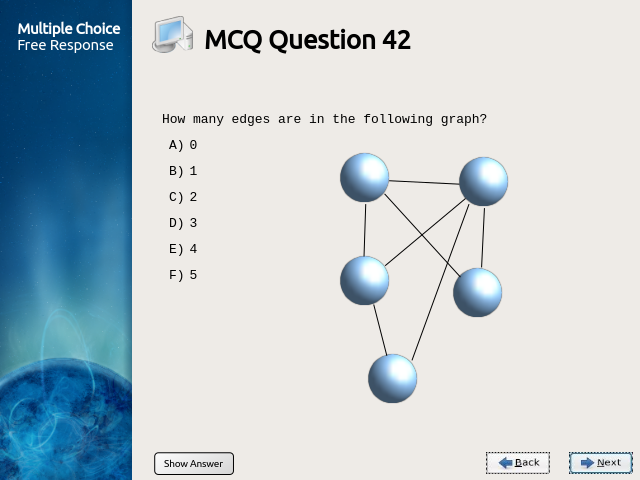 Multiple Choice
Free Response
MCQ Question 42
How many edges are in the following graph?
A) 0
B) 1
C) 2
D) 3
E) 4
F) 5
Show Answer
Back
Next